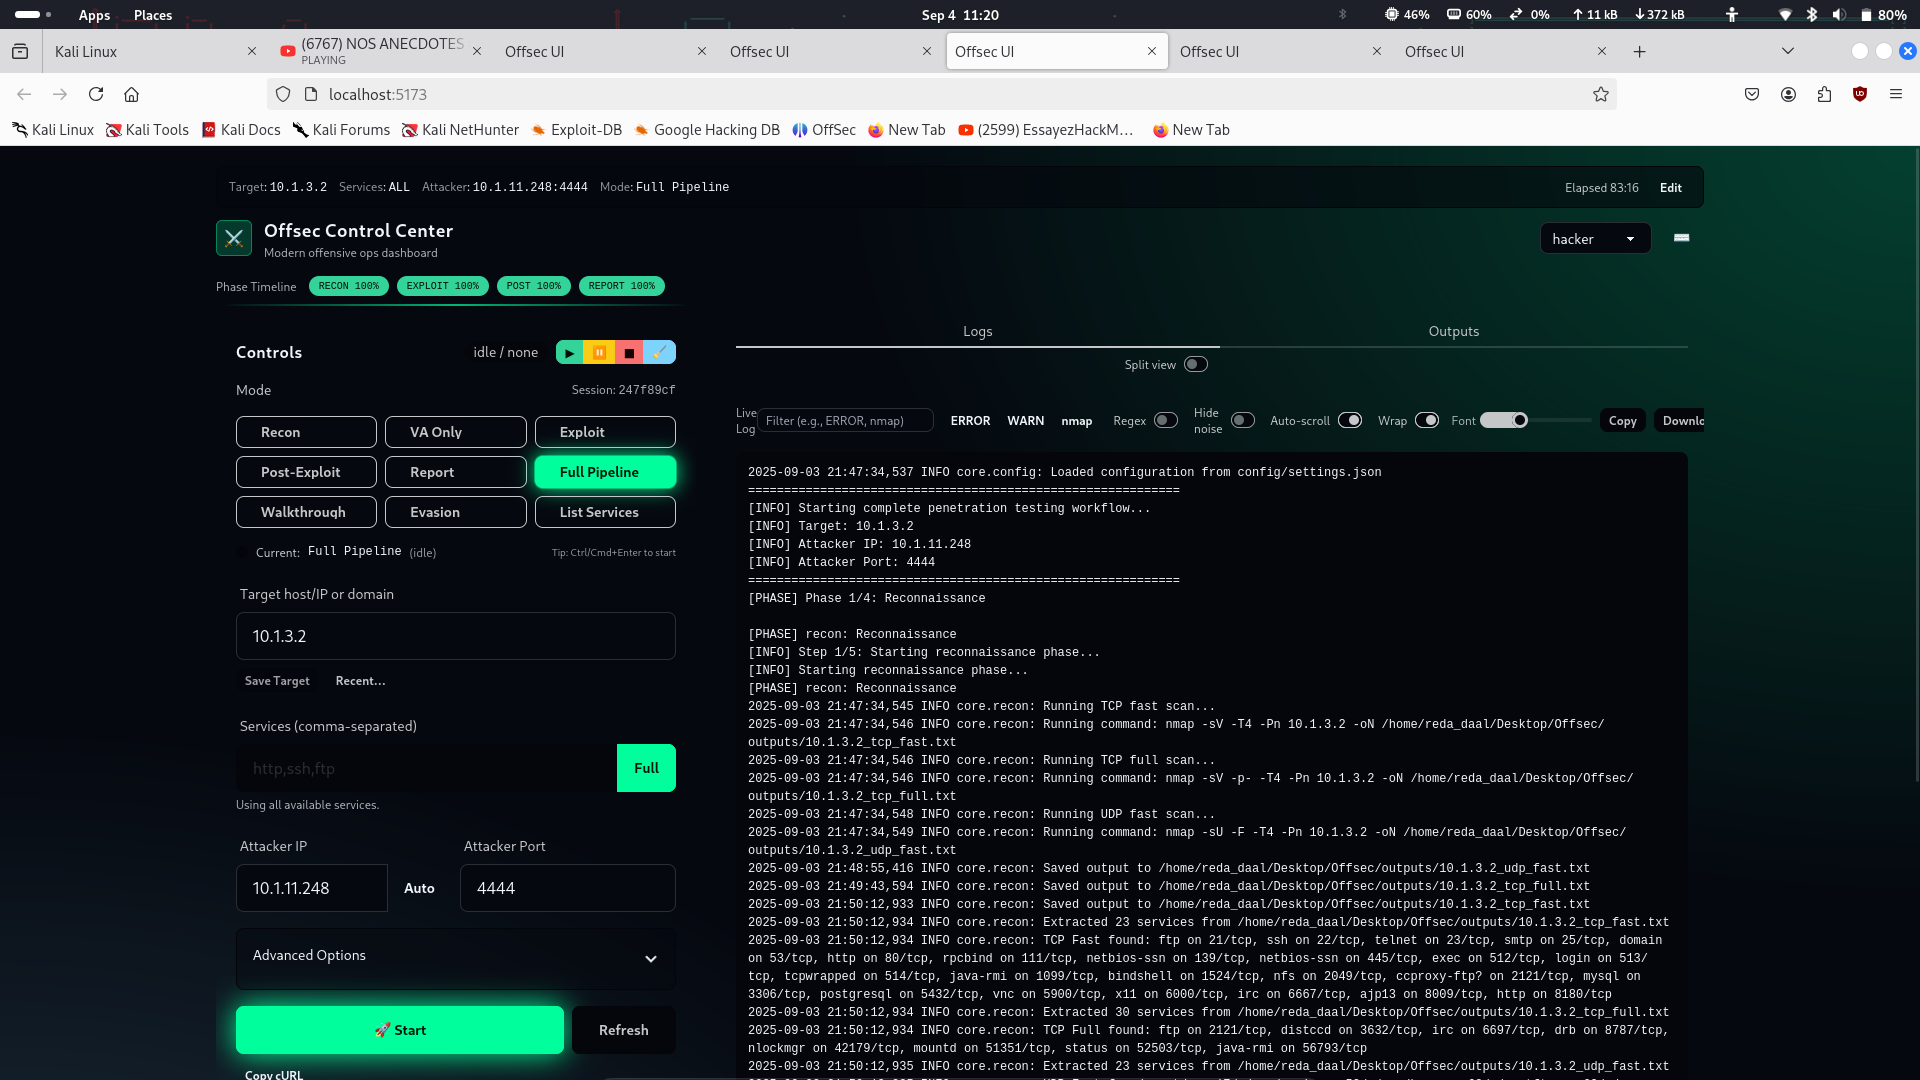 Apps Places Sep 4 11:20 46% 60% 0% 11 kB 372 kB 80%
Kali Linux (6767) NOS ANECDOTES Offsec UI Offsec UI Offsec UI Offsec UI Offsec UI
PLAYING
localhost:5173
Kali Linux Kali Tools Kali Docs Kali Forums Kali NetHunter Exploit-DB Google Hacking DB OffSec New Tab (2599) EssayezHackM… New Tab
Target: 10.1.3.2 Services: ALL Attacker: 10.1.11.248:4444 Mode: Full Pipeline Elapsed 83:16 Edit
Offsec Control Center
Modern offensive ops dashboard
hacker
Phase Timeline RECON 100% EXPLOIT 100% POST 100% REPORT 100%
Controls idle / none
Mode Session: 247f89cf
Recon VA Only Exploit
Post-Exploit Report Full Pipeline
Walkthrough Evasion List Services
Current: Full Pipeline (idle) Tip: Ctrl/Cmd+Enter to start
Target host/IP or domain
10.1.3.2
Save Target Recent...
Services (comma-separated)
http,ssh,ftp Full
Using all available services.
Attacker IP Attacker Port
10.1.11.248 Auto 4444
Advanced Options
🚀 Start Refresh
Copy cURL
Logs Outputs
Split view
Live Log Filter (e.g., ERROR, nmap) ERROR WARN nmap Regex Hide noise Auto-scroll Wrap Font Copy Downlo
2025-09-03 21:47:34,537 INFO core.config: Loaded configuration from config/settings.json
============================================================
[INFO] Starting complete penetration testing workflow...
[INFO] Target: 10.1.3.2
[INFO] Attacker IP: 10.1.11.248
[INFO] Attacker Port: 4444
============================================================
[PHASE] Phase 1/4: Reconnaissance
[PHASE] recon: Reconnaissance
[INFO] Step 1/5: Starting reconnaissance phase...
[INFO] Starting reconnaissance phase...
[PHASE] recon: Reconnaissance
2025-09-03 21:47:34,545 INFO core.recon: Running TCP fast scan...
2025-09-03 21:47:34,546 INFO core.recon: Running command: nmap -sV -T4 -Pn 10.1.3.2 -oN /home/reda_daal/Desktop/Offsec/
outputs/10.1.3.2_tcp_fast.txt
2025-09-03 21:47:34,546 INFO core.recon: Running TCP full scan...
2025-09-03 21:47:34,546 INFO core.recon: Running command: nmap -sV -p- -T4 -Pn 10.1.3.2 -oN /home/reda_daal/Desktop/Offsec/
outputs/10.1.3.2_tcp_full.txt
2025-09-03 21:47:34,548 INFO core.recon: Running UDP fast scan...
2025-09-03 21:47:34,549 INFO core.recon: Running command: nmap -sU -F -T4 -Pn 10.1.3.2 -oN /home/reda_daal/Desktop/Offsec/
outputs/10.1.3.2_udp_fast.txt
2025-09-03 21:48:55,416 INFO core.recon: Saved output to /home/reda_daal/Desktop/Offsec/outputs/10.1.3.2_udp_fast.txt
2025-09-03 21:49:43,594 INFO core.recon: Saved output to /home/reda_daal/Desktop/Offsec/outputs/10.1.3.2_tcp_full.txt
2025-09-03 21:50:12,933 INFO core.recon: Saved output to /home/reda_daal/Desktop/Offsec/outputs/10.1.3.2_tcp_fast.txt
2025-09-03 21:50:12,934 INFO core.recon: Extracted 23 services from /home/reda_daal/Desktop/Offsec/outputs/10.1.3.2_tcp_fast.txt
2025-09-03 21:50:12,934 INFO core.recon: TCP Fast found: ftp on 21/tcp, ssh on 22/tcp, telnet on 23/tcp, smtp on 25/tcp, domain
on 53/tcp, http on 80/tcp, rpcbind on 111/tcp, netbios-ssn on 139/tcp, netbios-ssn on 445/tcp, exec on 512/tcp, login on 513/
tcp, tcpwrapped on 514/tcp, java-rmi on 1099/tcp, bindshell on 1524/tcp, nfs on 2049/tcp, ccproxy-ftp? on 2121/tcp, mysql on
3306/tcp, postgresql on 5432/tcp, vnc on 5900/tcp, x11 on 6000/tcp, irc on 6667/tcp, ajp13 on 8009/tcp, http on 8180/tcp
2025-09-03 21:50:12,934 INFO core.recon: Extracted 30 services from /home/reda_daal/Desktop/Offsec/outputs/10.1.3.2_tcp_full.txt
2025-09-03 21:50:12,934 INFO core.recon: TCP Full found: ftp on 2121/tcp, distccd on 3632/tcp, irc on 6697/tcp, drb on 8787/tcp,
nlockmgr on 42179/tcp, mountd on 51351/tcp, status on 52503/tcp, java-rmi on 56793/tcp
2025-09-03 21:50:12,935 INFO core.recon: Extracted 23 services from /home/reda_daal/Desktop/Offsec/outputs/10.1.3.2_udp_fast.txt